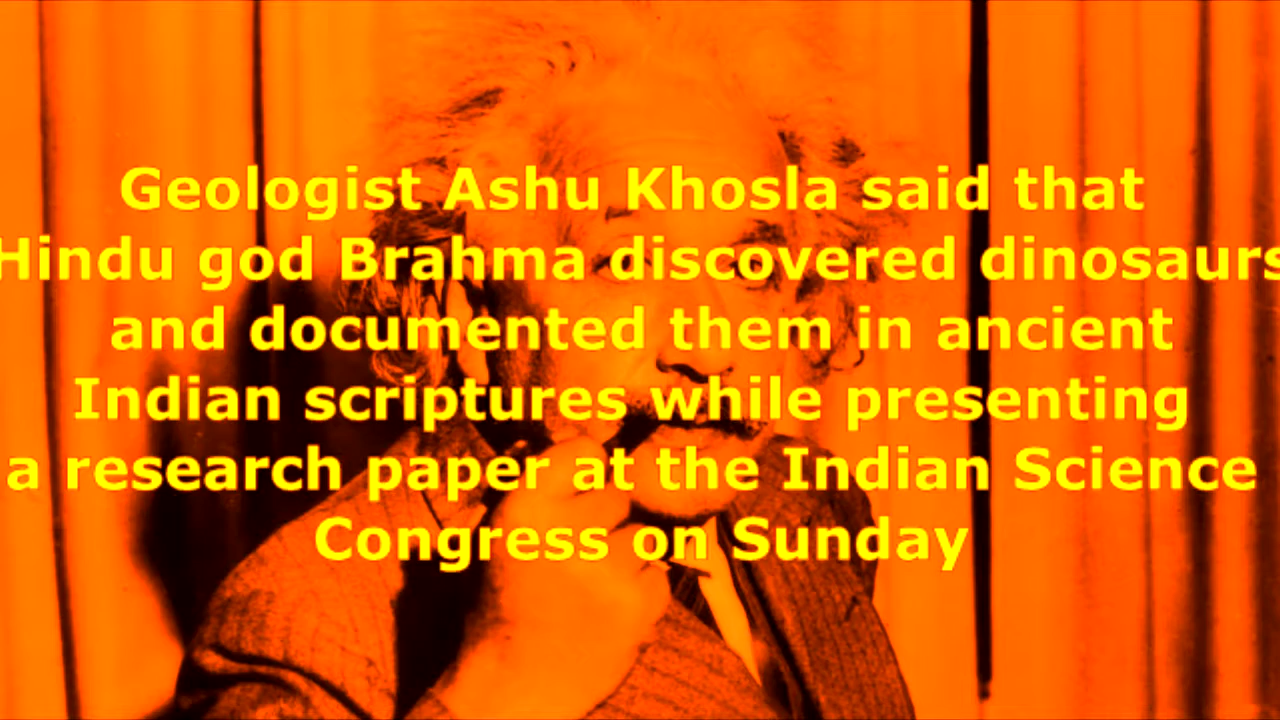 Geologist Ashu Khosla said that
Hindu god Brahma discovered dinosaurs
and documented them in ancient
Indian scriptures while presenting
a research paper at the Indian Science
Congress on Sunday